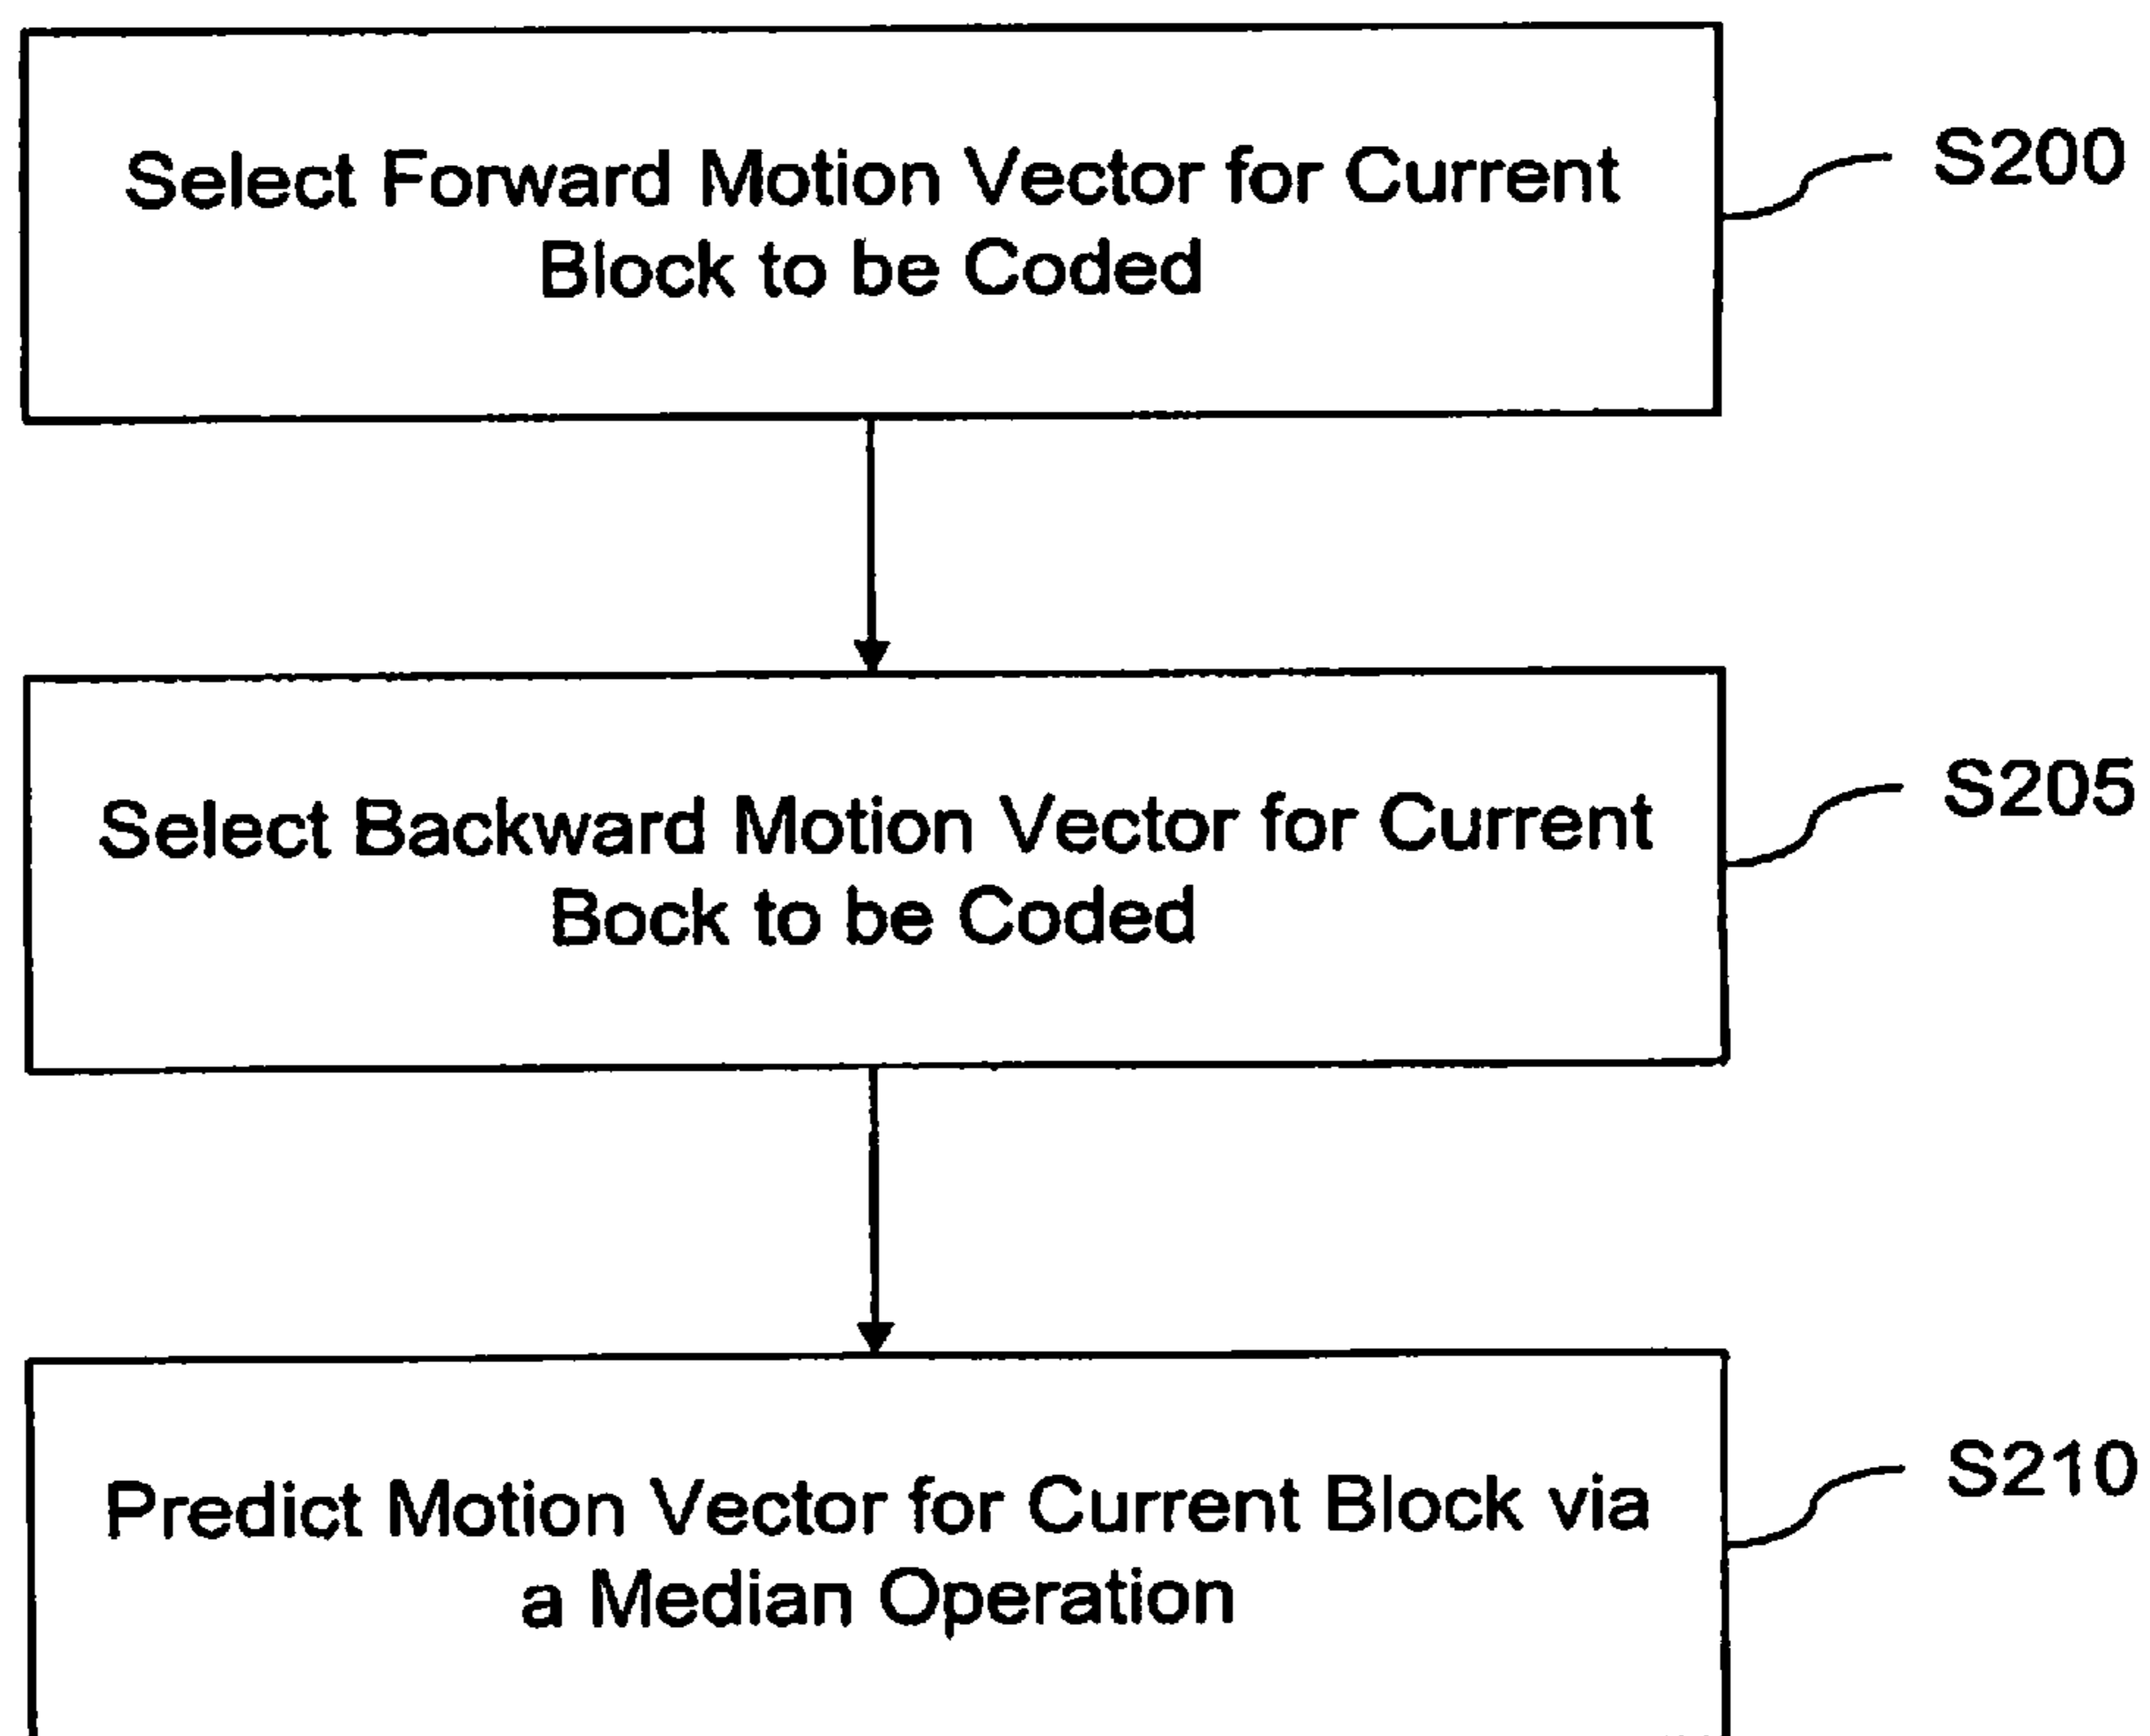 Select Forward Motion Vector for Current
Block to be Coded
S200
Select Backward Motion Vector for Current
Bock to be Coded
S205
Predict Motion Vector for Current Block via
a Median Operation
S210